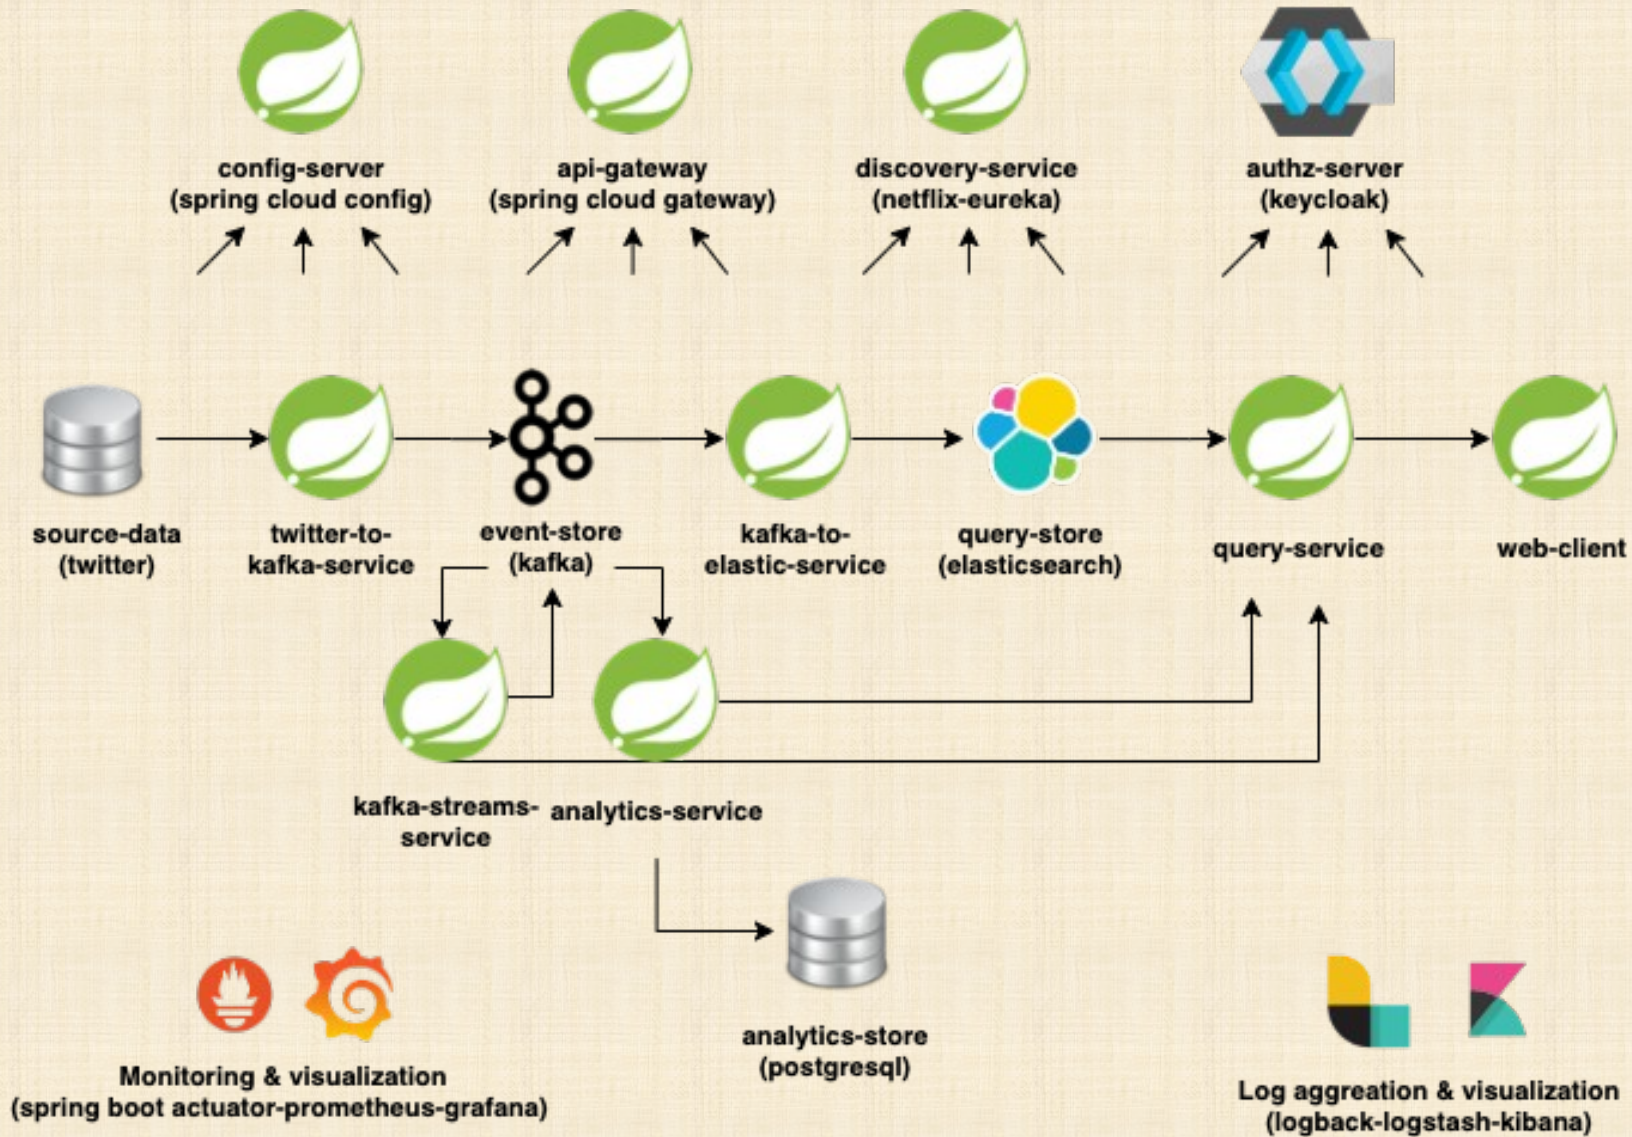 config-server
(spring cloud config)
api-gateway
(spring cloud gateway)
discovery-service
(netflix-eureka)
authz-server
(keycloak)
source-data
(twitter)
twitter-to-
kafka-service
event-store
(kafka)
kafka-to-
elastic-service
query-store
(elasticsearch)
query-service
web-client
kafka-streams-
service
analytics-service
analytics-store
(postgresql)
Monitoring & visualization
(spring boot actuator-prometheus-grafana)
Log aggreation & visualization
(logback-logstash-kibana)